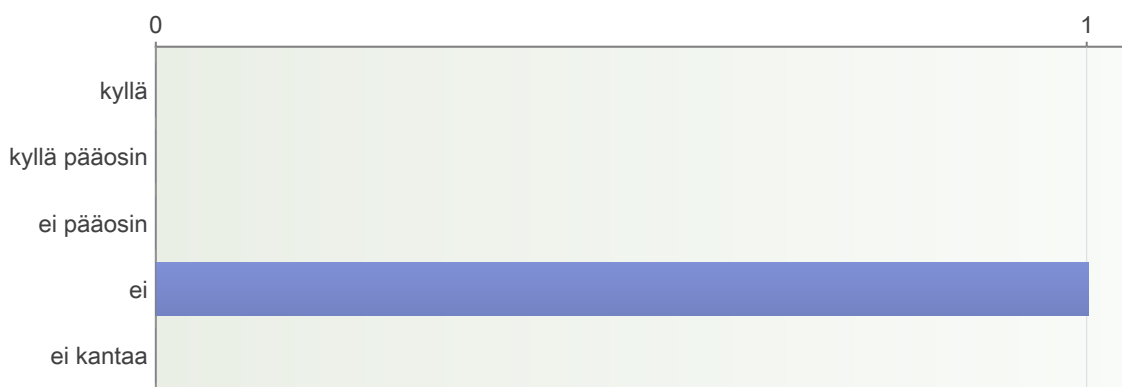 0 1
kyllä
kyllä pääosin
ei pääosin
ei
ei kantaa